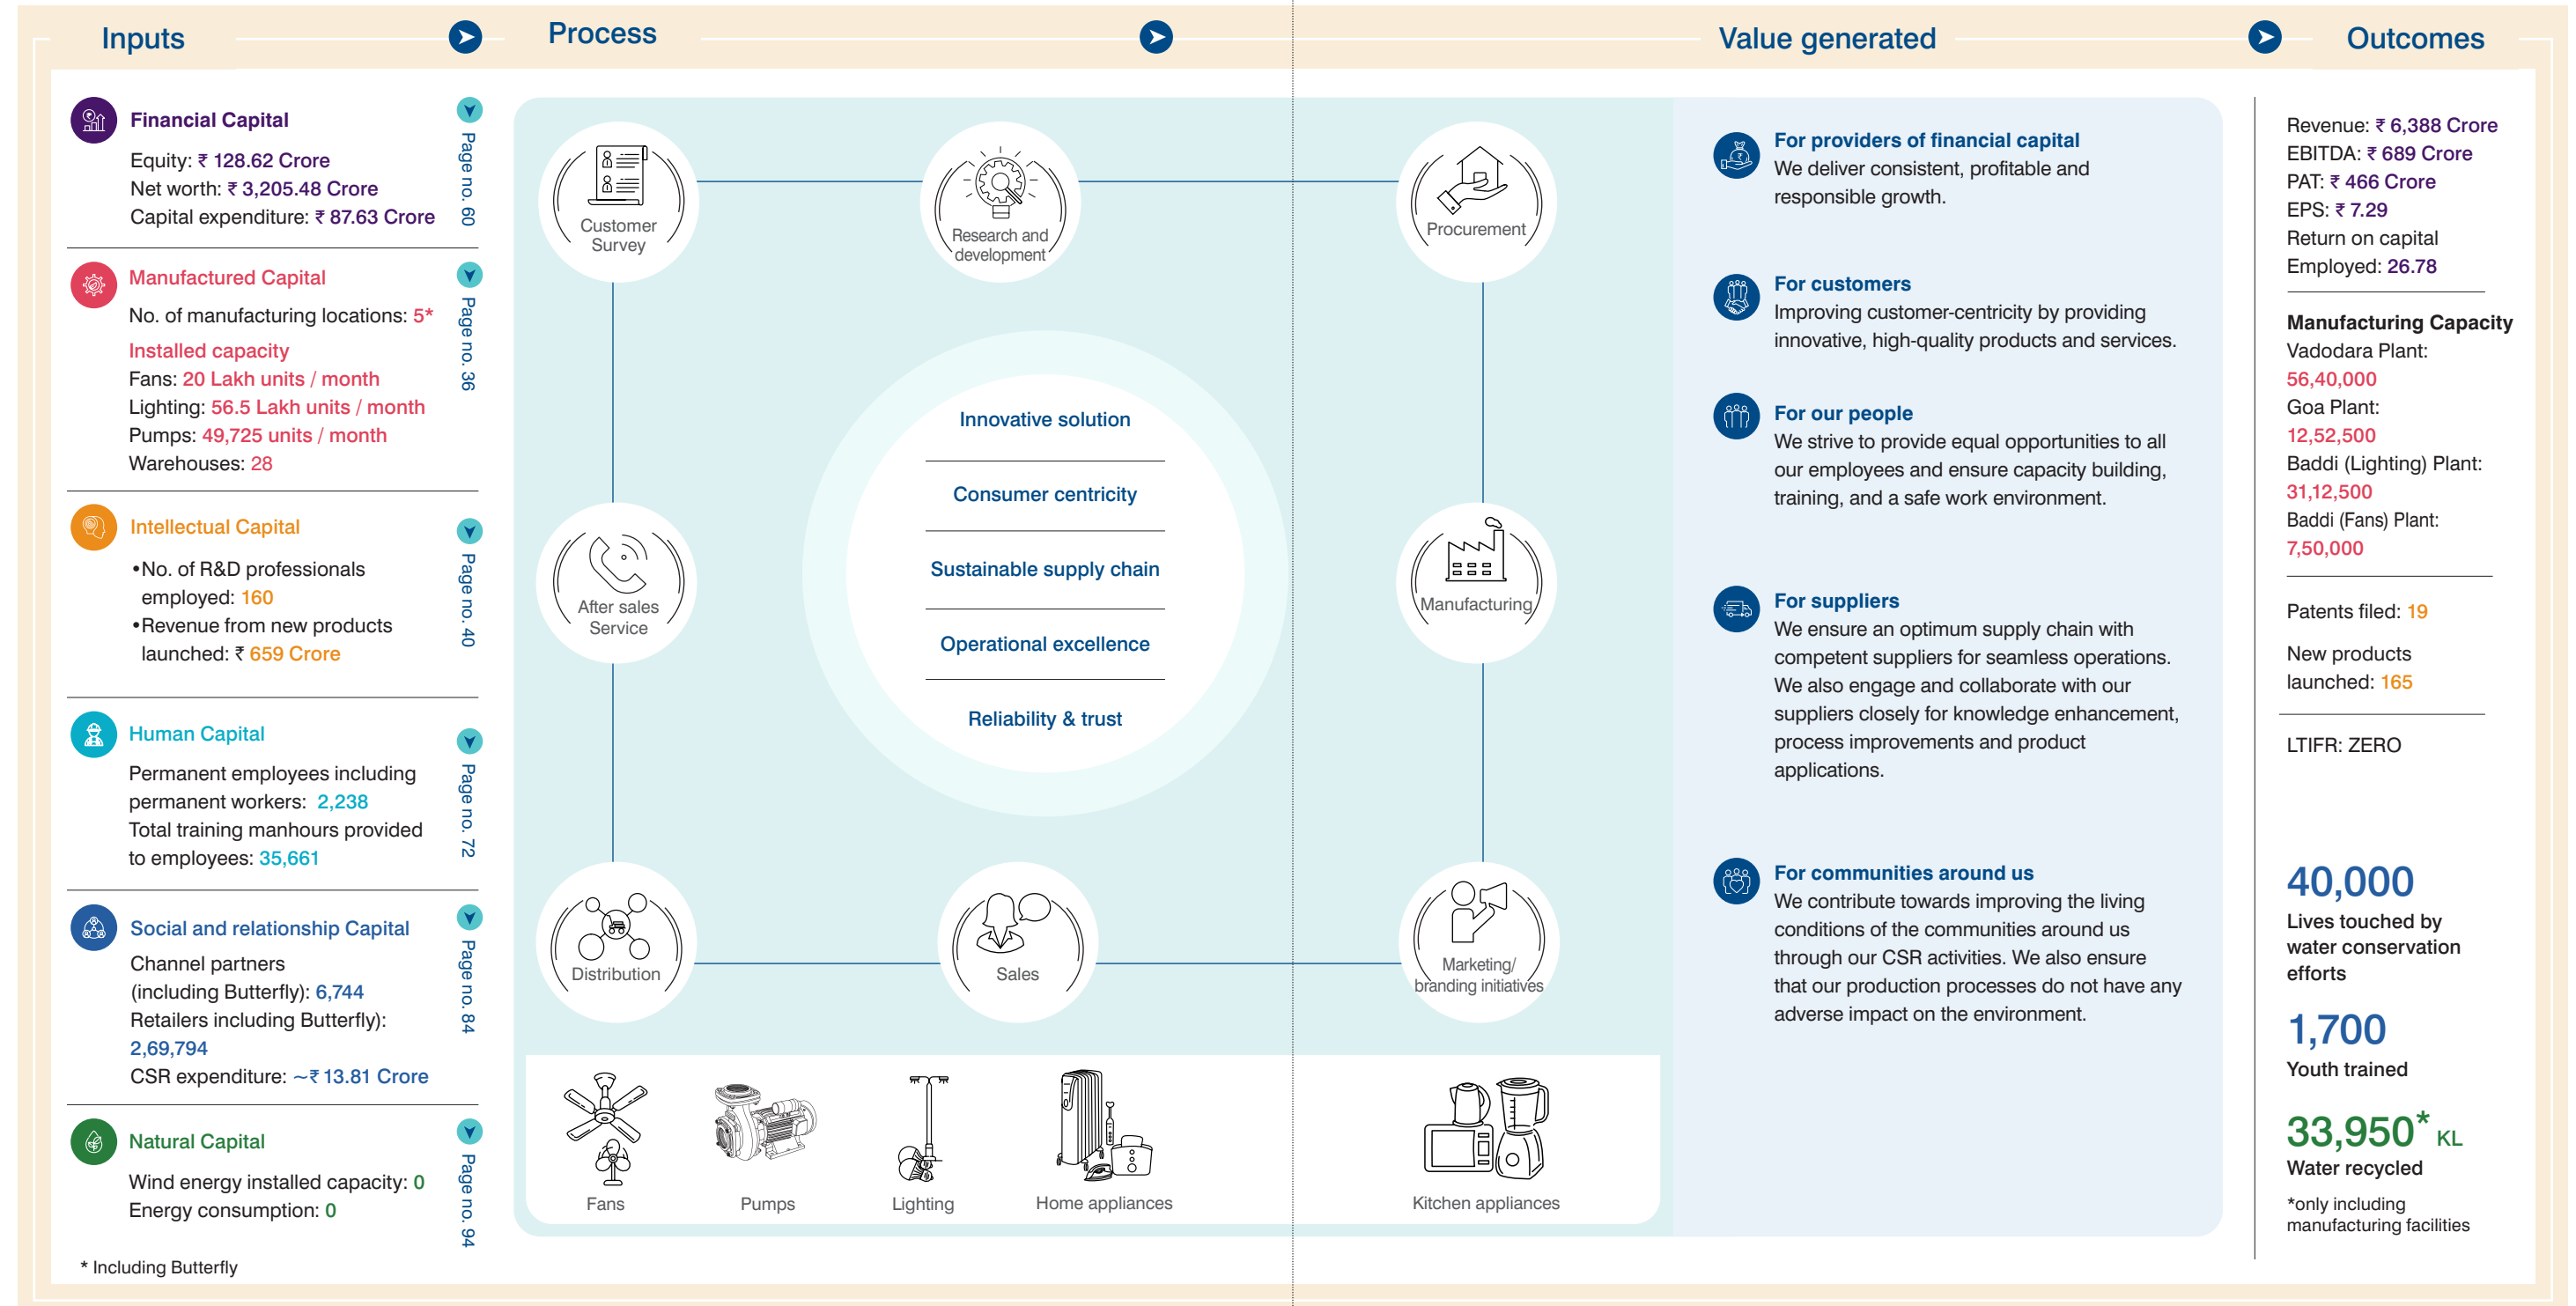 Inputs
Process
Value generated
Outcomes
Financial Capital
Equity: ₹ 128.62 Crore
Net worth: ₹ 3,205.48 Crore
Capital expenditure: ₹ 87.63 Crore
Page no. 60
Manufactured Capital
No. of manufacturing locations: 5*
Installed capacity
Fans: 20 Lakh units / month
Lighting: 56.5 Lakh units / month
Pumps: 49,725 units / month
Warehouses: 28
Page no. 36
Intellectual Capital
•No. of R&D professionals
employed: 160
•Revenue from new products
launched: ₹ 659 Crore
Page no. 40
Human Capital
Permanent employees including
permanent workers: 2,238
Total training manhours provided
to employees: 35,661
Page no. 72
Social and relationship Capital
Channel partners
(including Butterfly): 6,744
Retailers including Butterfly):
2,69,794
CSR expenditure: ~₹ 13.81 Crore
Page no. 84
Natural Capital
Wind energy installed capacity: 0
Energy consumption: 0
Page no. 94
* Including Butterfly
Customer
Survey
Research and
development
Procurement
After sales
Service
Manufacturing
Distribution
Sales
Marketing/
branding initiatives
Innovative solution
Consumer centricity
Sustainable supply chain
Operational excellence
Reliability & trust
Fans
Pumps
Lighting
Home appliances
Kitchen appliances
For providers of financial capital
We deliver consistent, profitable and
responsible growth.
For customers
Improving customer-centricity by providing
innovative, high-quality products and services.
For our people
We strive to provide equal opportunities to all
our employees and ensure capacity building,
training, and a safe work environment.
For suppliers
We ensure an optimum supply chain with
competent suppliers for seamless operations.
We also engage and collaborate with our
suppliers closely for knowledge enhancement,
process improvements and product
applications.
For communities around us
We contribute towards improving the living
conditions of the communities around us
through our CSR activities. We also ensure
that our production processes do not have any
adverse impact on the environment.
Revenue: ₹ 6,388 Crore
EBITDA: ₹ 689 Crore
PAT: ₹ 466 Crore
EPS: ₹ 7.29
Return on capital
Employed: 26.78
Manufacturing Capacity
Vadodara Plant:
56,40,000
Goa Plant:
12,52,500
Baddi (Lighting) Plant:
31,12,500
Baddi (Fans) Plant:
7,50,000
Patents filed: 19
New products
launched: 165
LTIFR: ZERO
40,000
Lives touched by
water conservation
efforts
1,700
Youth trained
33,950* KL
Water recycled
*only including
manufacturing facilities